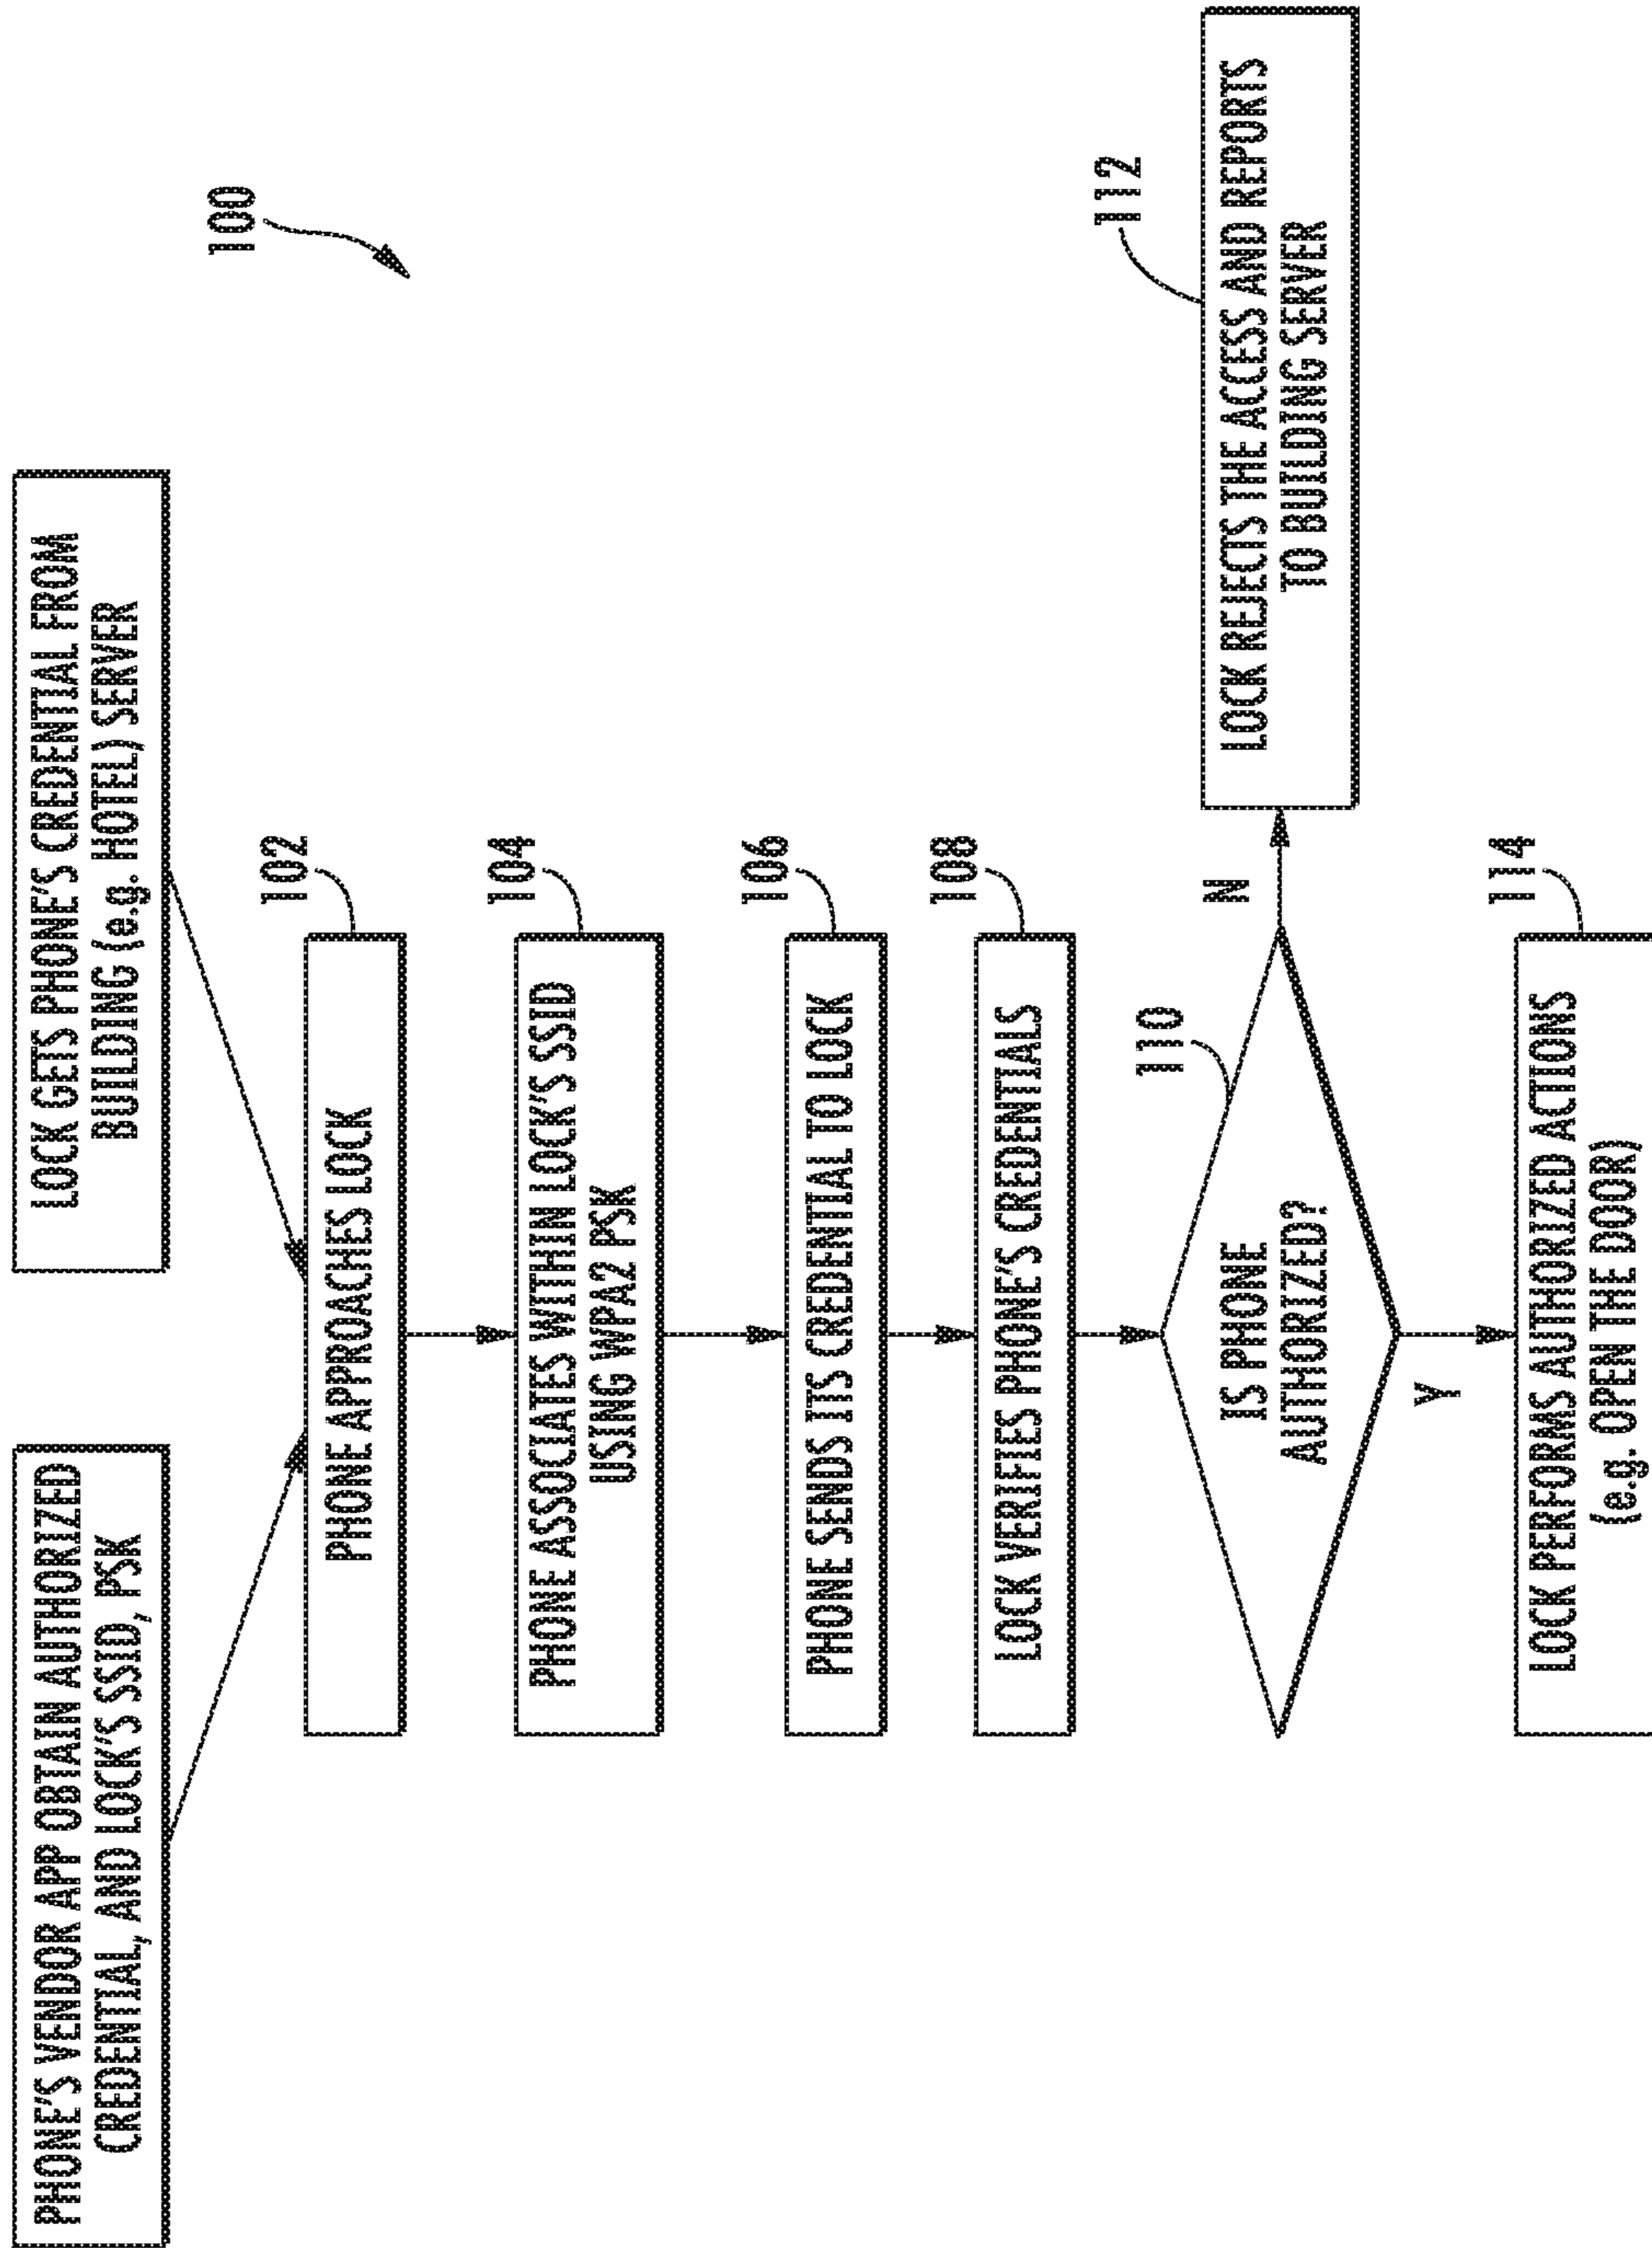 PHONE'S VENDOR APP OBTAIN AUTHORIZED
CREDENTIAL, AND LOCK'S SSID, PSK
LOCK GETS PHONE'S CREDENTIAL FROM
BUILDING (e.g. HOTEL) SERVER
100
PHONE APPROACHES LOCK
102
PHONE ASSOCIATES WITHIN LOCK'S SSID
USING WPA2 PSK
104
PHONE SENDS ITS CREDENTIAL TO LOCK
106
LOCK VERIFIES PHONE'S CREDENTIALS
108
IS PHONE
AUTHORIZED?
110
N
LOCK REJECTS THE ACCESS AND REPORTS
TO BUILDING SERVER
112
Y
LOCK PERFORMS AUTHORIZED ACTIONS
(e.g. OPEN THE DOOR)
114